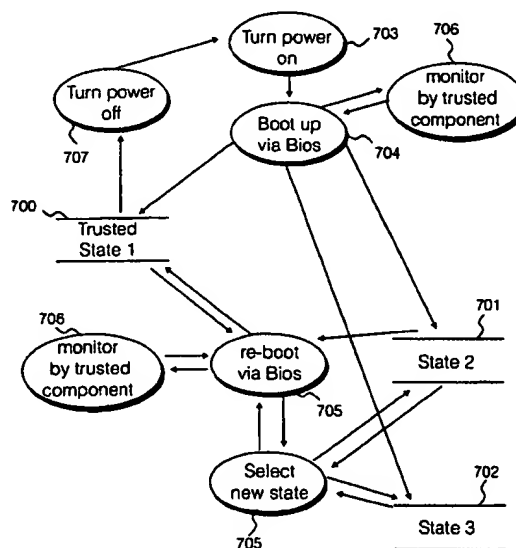 Turn power
on
703
706
monitor
by trusted
component
Turn power
off
707
Boot up
via Bios
704
700
Trusted
State 1
701
State 2
708
monitor
by trusted
component
re-boot
via Bios
705
Select
new state
705
702
State 3